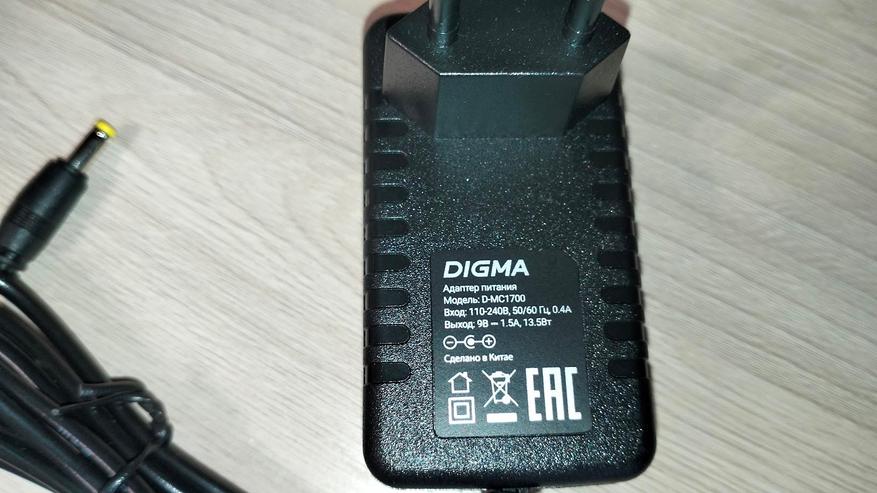 DIGMA
Адаптер питания
Модель: D-MC1700
Вход: 110-240В, 50/60 Гц, 0.4А
Выход: 9В ⎓ 1.5А, 13.5Вт
Сделано в Китае
EAC